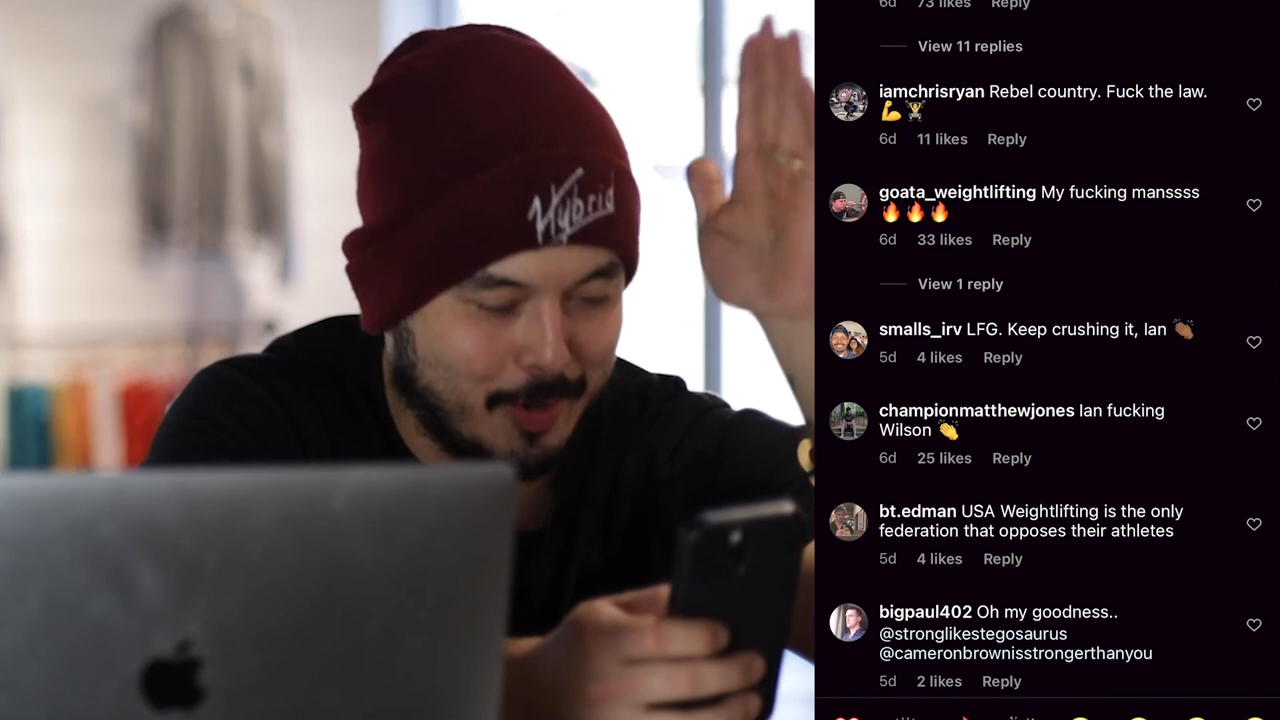 Hybrid
6d 73 likes Reply
View 11 replies
iamchrisryan Rebel country. Fuck the law.
💪🏋
6d 11 likes Reply
goata_weightlifting My fucking manssss
🔥🔥🔥
6d 33 likes Reply
View 1 reply
smalls_irv LFG. Keep crushing it, Ian 👏🏾
5d 4 likes Reply
championmatthewjones Ian fucking
Wilson 👏
6d 25 likes Reply
bt.edman USA Weightlifting is the only
federation that opposes their athletes
5d 4 likes Reply
bigpaul402 Oh my goodness..
@stronglikestegosaurus
@cameronbrownisstrongerthanyou
5d 2 likes Reply